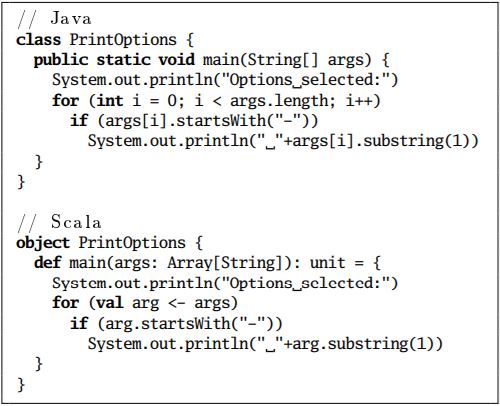 // Java
class PrintOptions {
  public static void main(String[] args) {
    System.out.println("Options␣selected:")
    for (int i = 0; i < args.length; i++)
      if (args[i].startsWith("-"))
        System.out.println("␣"+args[i].substring(1))
  }
}

// Scala
object PrintOptions {
  def main(args: Array[String]): unit = {
    System.out.println("Options␣selected:")
    for (val arg <- args)
      if (arg.startsWith("-"))
        System.out.println("␣"+arg.substring(1))
  }
}